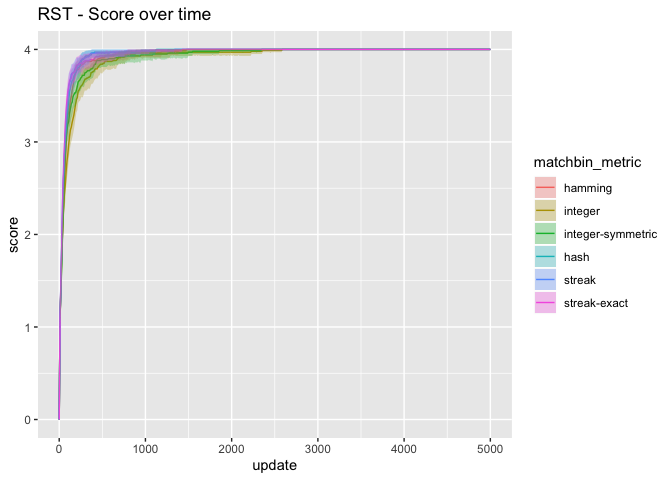 RST - Score over time
4
3
2
1
0
score
0 1000 2000 3000 4000 5000
update
matchbin_metric
hamming
integer
integer-symmetric
hash
streak
streak-exact